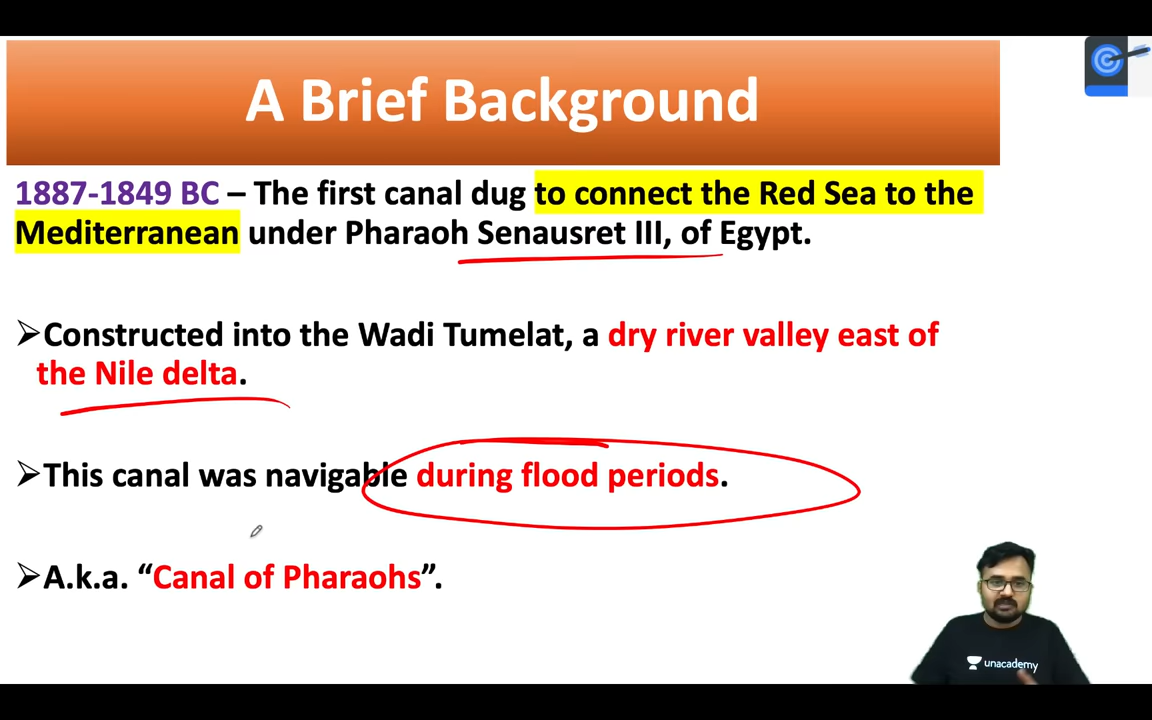 A Brief Background
1887-1849 BC – The first canal dug to connect the Red Sea to the
Mediterranean under Pharaoh Senausret III, of Egypt.
➢Constructed into the Wadi Tumelat, a dry river valley east of
the Nile delta.
➢This canal was navigable during flood periods.
➢A.k.a. “Canal of Pharaohs”.
unacademy